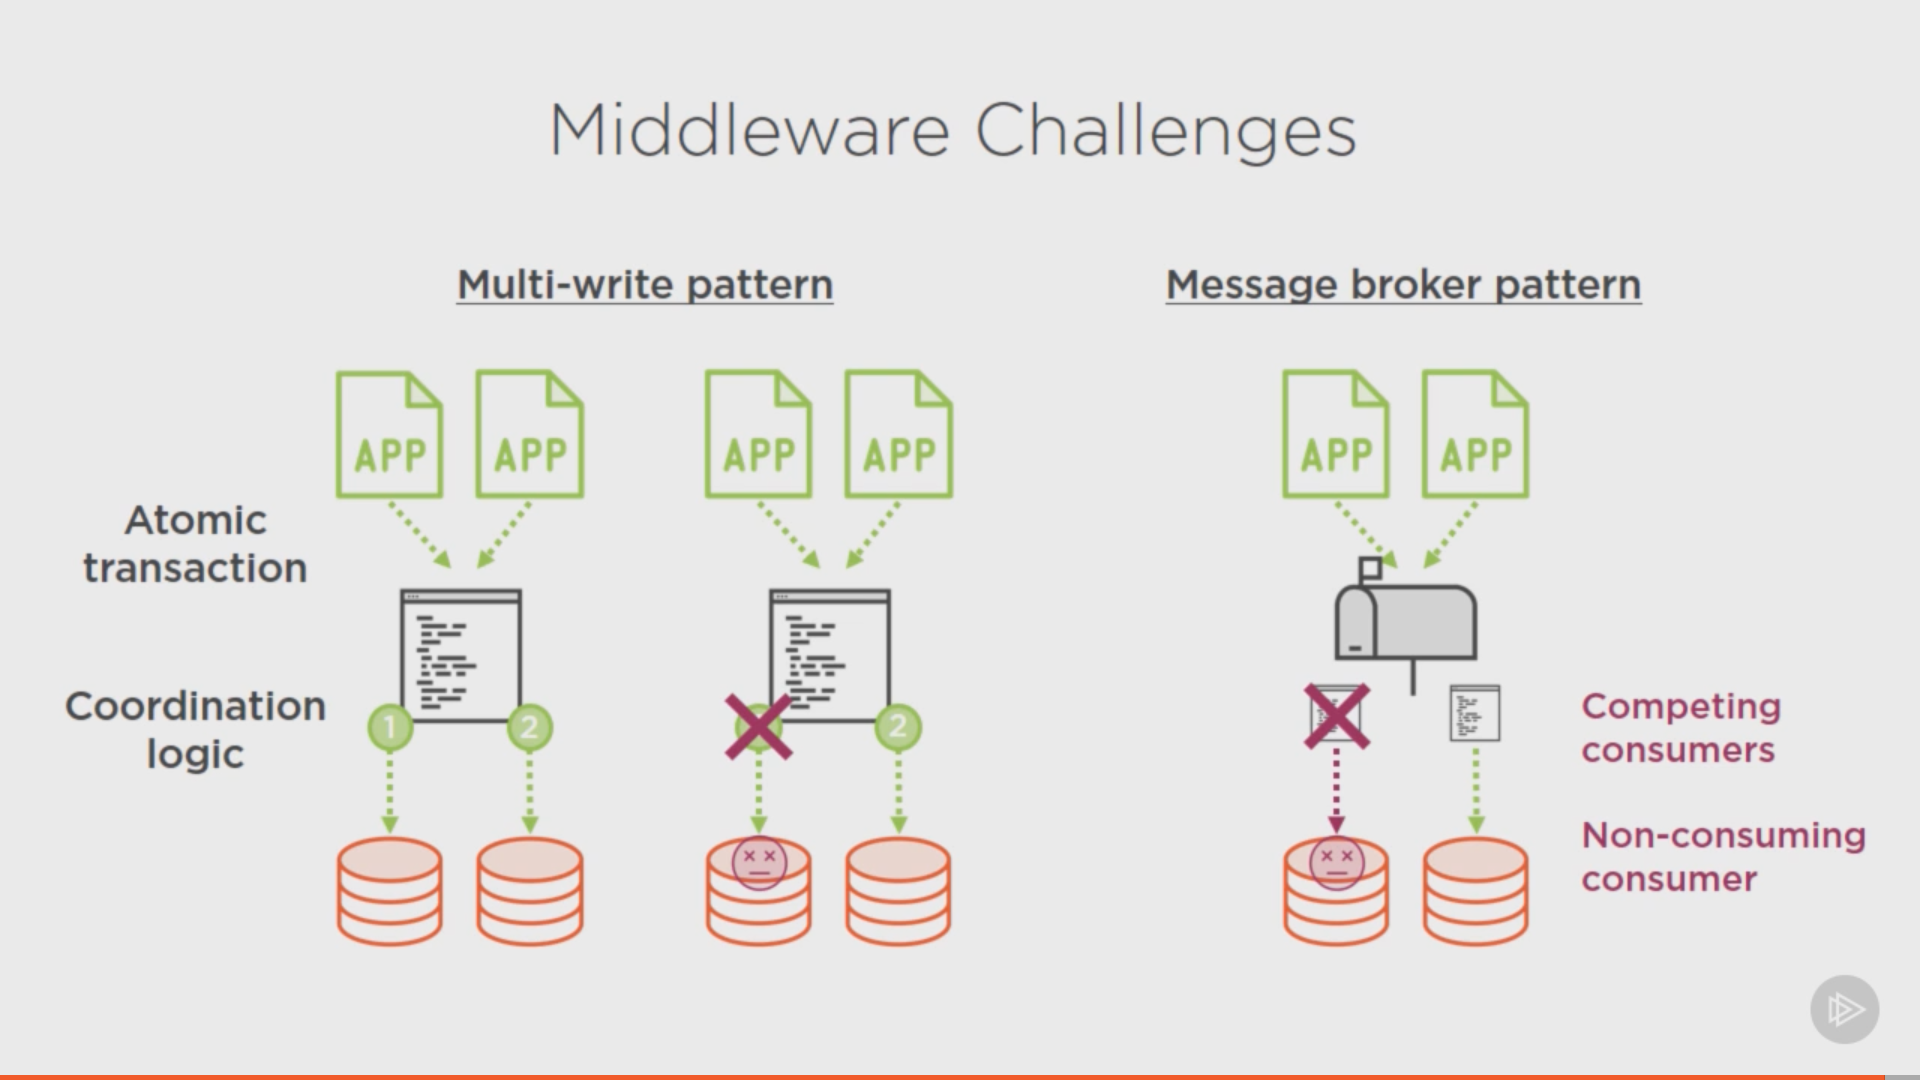 Middleware Challenges
Multi-write pattern
Message broker pattern
APP
APP
APP
APP
APP
APP
Atomic
transaction
Coordination
logic
1
2
2
Competing
consumers
Non-consuming
consumer